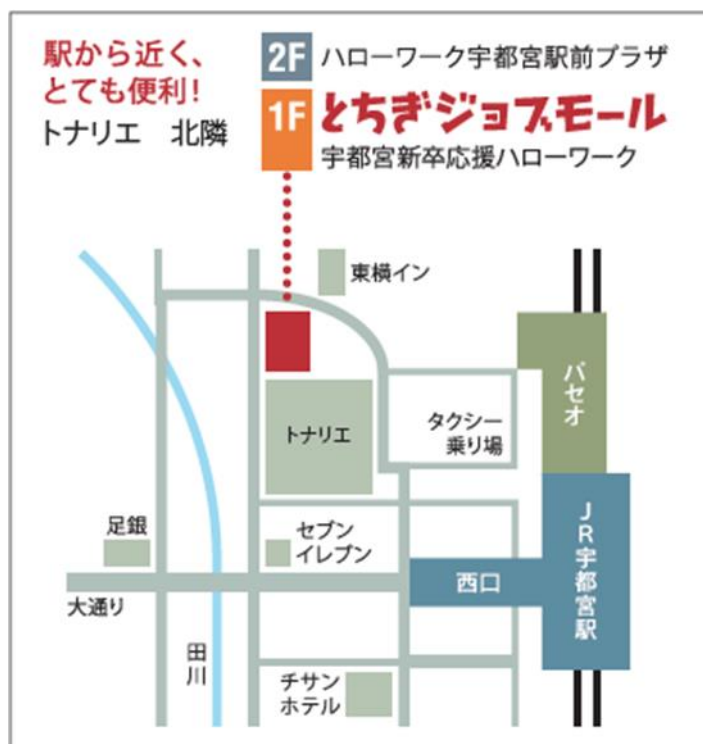 駅から近く、
とても便利!
トナリエ 北隣
2F ハローワーク宇都宮駅前プラザ
1F とちぎジョブモール
宇都宮新卒応援ハローワーク
東横イン
パセオ
トナリエ
タクシー
乗り場
足銀
セブン
イレブン
JR宇都宮駅
西口
大通り
田川
チサン
ホテル